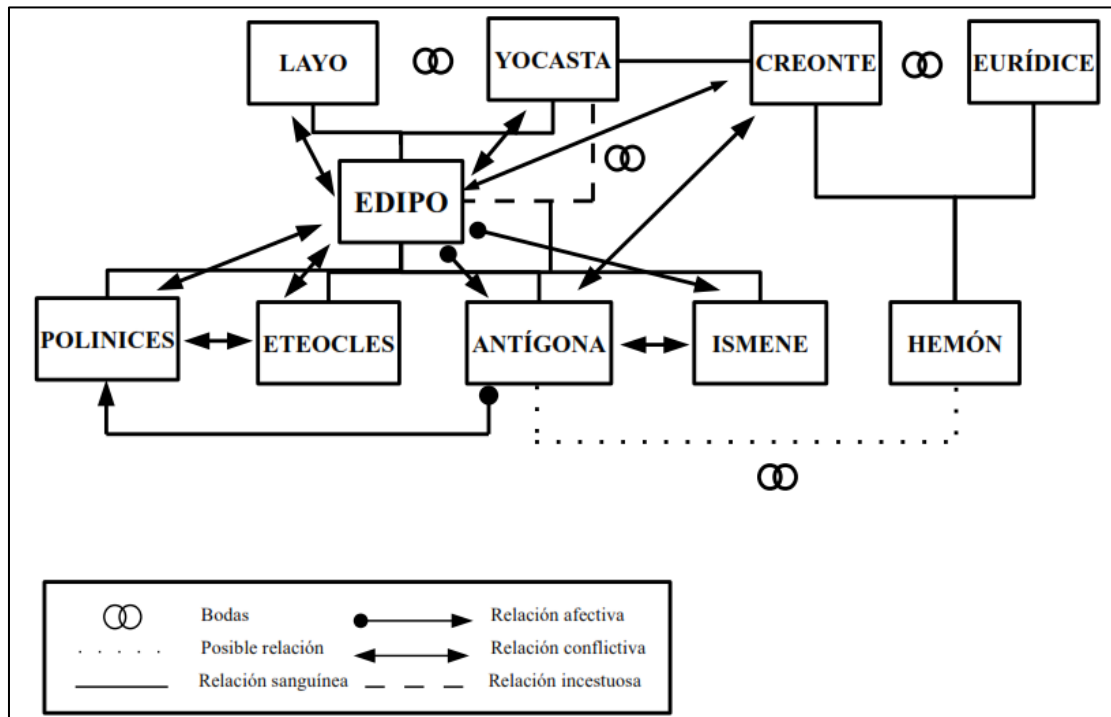 LAYO
YOCASTA
CREONTE
EURÍDICE
EDIPO
POLINICES
ETEOCLES
ANTÍGONA
ISMENE
HEMÓN
Bodas
Relación afectiva
Posible relación
Relación conflictiva
Relación sanguínea
Relación incestuosa